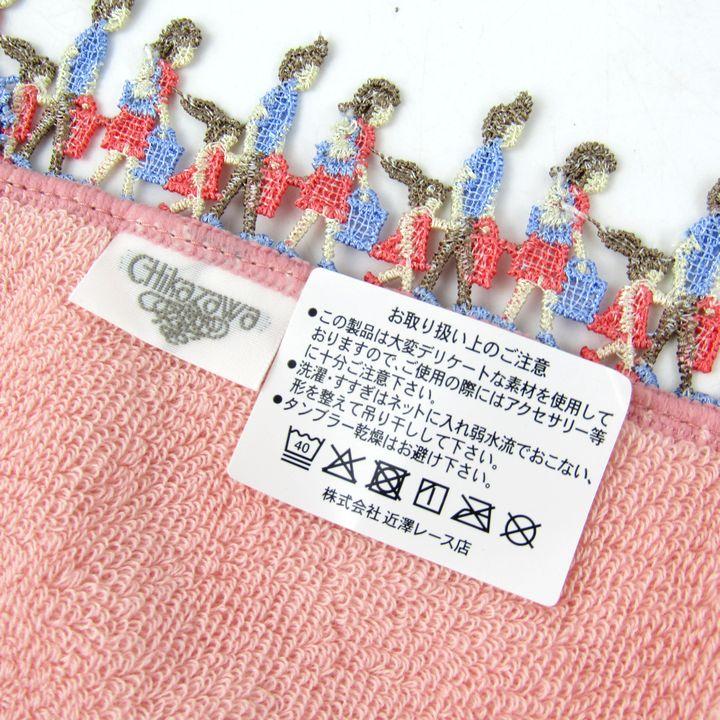 Chikazawa
お取り扱い上のご注意
●この製品は大変デリケートな素材を使用して
おりますので、ご使用の際にはアクセサリー等
に十分ご注意下さい。
●洗濯・すすぎはネットに入れ弱水流でおこない、
形を整えて吊り干しして下さい。
●タンブラー乾燥はお避け下さい。
40
株式会社 近澤レース店